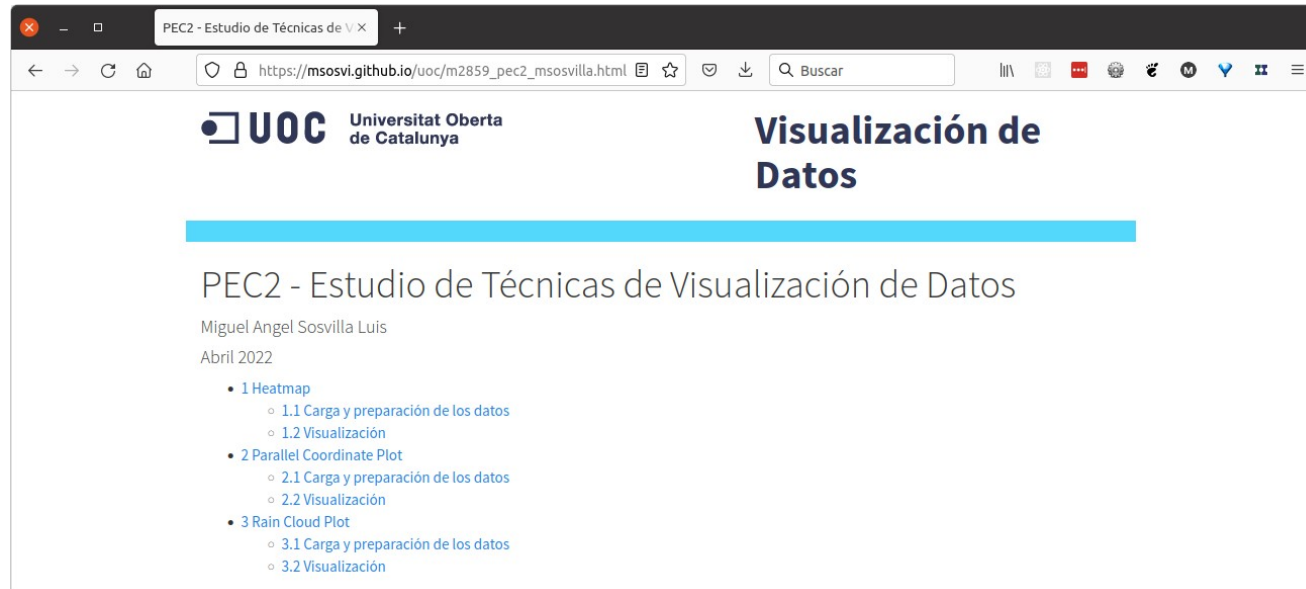 PEC2 - Estudio de Técnicas de V
https://msosvi.github.io/uoc/m2859_pec2_msosvilla.html
Buscar
UOC
Universitat Oberta
de Catalunya
Visualización de
Datos
PEC2 - Estudio de Técnicas de Visualización de Datos
Miguel Angel Sosvilla Luis
Abril 2022
1 Heatmap
1.1 Carga y preparación de los datos
1.2 Visualización
2 Parallel Coordinate Plot
2.1 Carga y preparación de los datos
2.2 Visualización
3 Rain Cloud Plot
3.1 Carga y preparación de los datos
3.2 Visualización